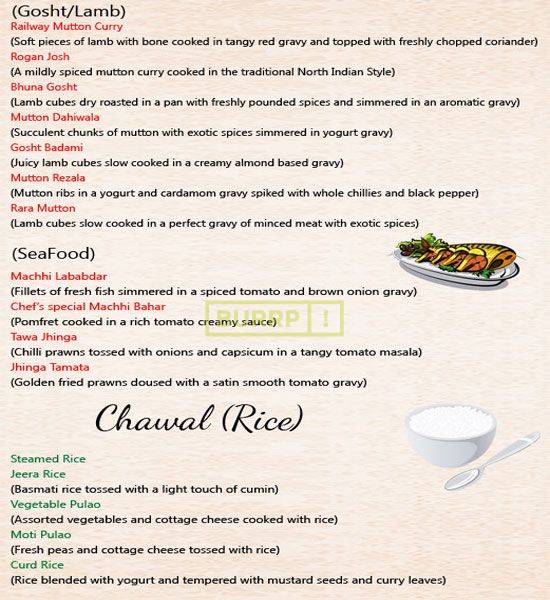 (Gosht/Lamb)
Railway Mutton Curry
(Soft pieces of lamb with bone cooked in tangy red gravy and topped with freshly chopped coriander)
Rogan Josh
(A mildly spiced mutton curry cooked in the traditional North Indian Style)
Bhuna Gosht
(Lamb cubes dry roasted in a pan with freshly pounded spices and simmered in an aromatic gravy)
Mutton Dahiwala
(Succulent chunks of mutton with exotic spices simmered in yogurt gravy)
Gosht Badami
(Juicy lamb cubes slow cooked in a creamy almond based gravy)
Mutton Rezala
(Mutton ribs in a yogurt and cardamom gravy spiked with whole chillies and black pepper)
Rara Mutton
(Lamb cubes slow cooked in a perfect gravy of minced meat with exotic spices)
(SeaFood)
Machhi Lababdar
(Fillets of fresh fish simmered in a spiced tomato and brown onion gravy)
Chef's special Machhi Bahar
(Pomfret cooked in a rich tomato creamy sauce)
BURRP!
Tawa Jhinga
(Chilli prawns tossed with onions and capsicum in a tangy tomato masala)
Jhinga Tamata
(Golden fried prawns doused with a satin smooth tomato gravy)
Chawal (Rice)
Steamed Rice
Jeera Rice
(Basmati rice tossed with a light touch of cumin)
Vegetable Pulao
(Assorted vegetables and cottage cheese cooked with rice)
Moti Pulao
(Fresh peas and cottage cheese tossed with rice)
Curd Rice
(Rice blended with yogurt and tempered with mustard seeds and curry leaves)